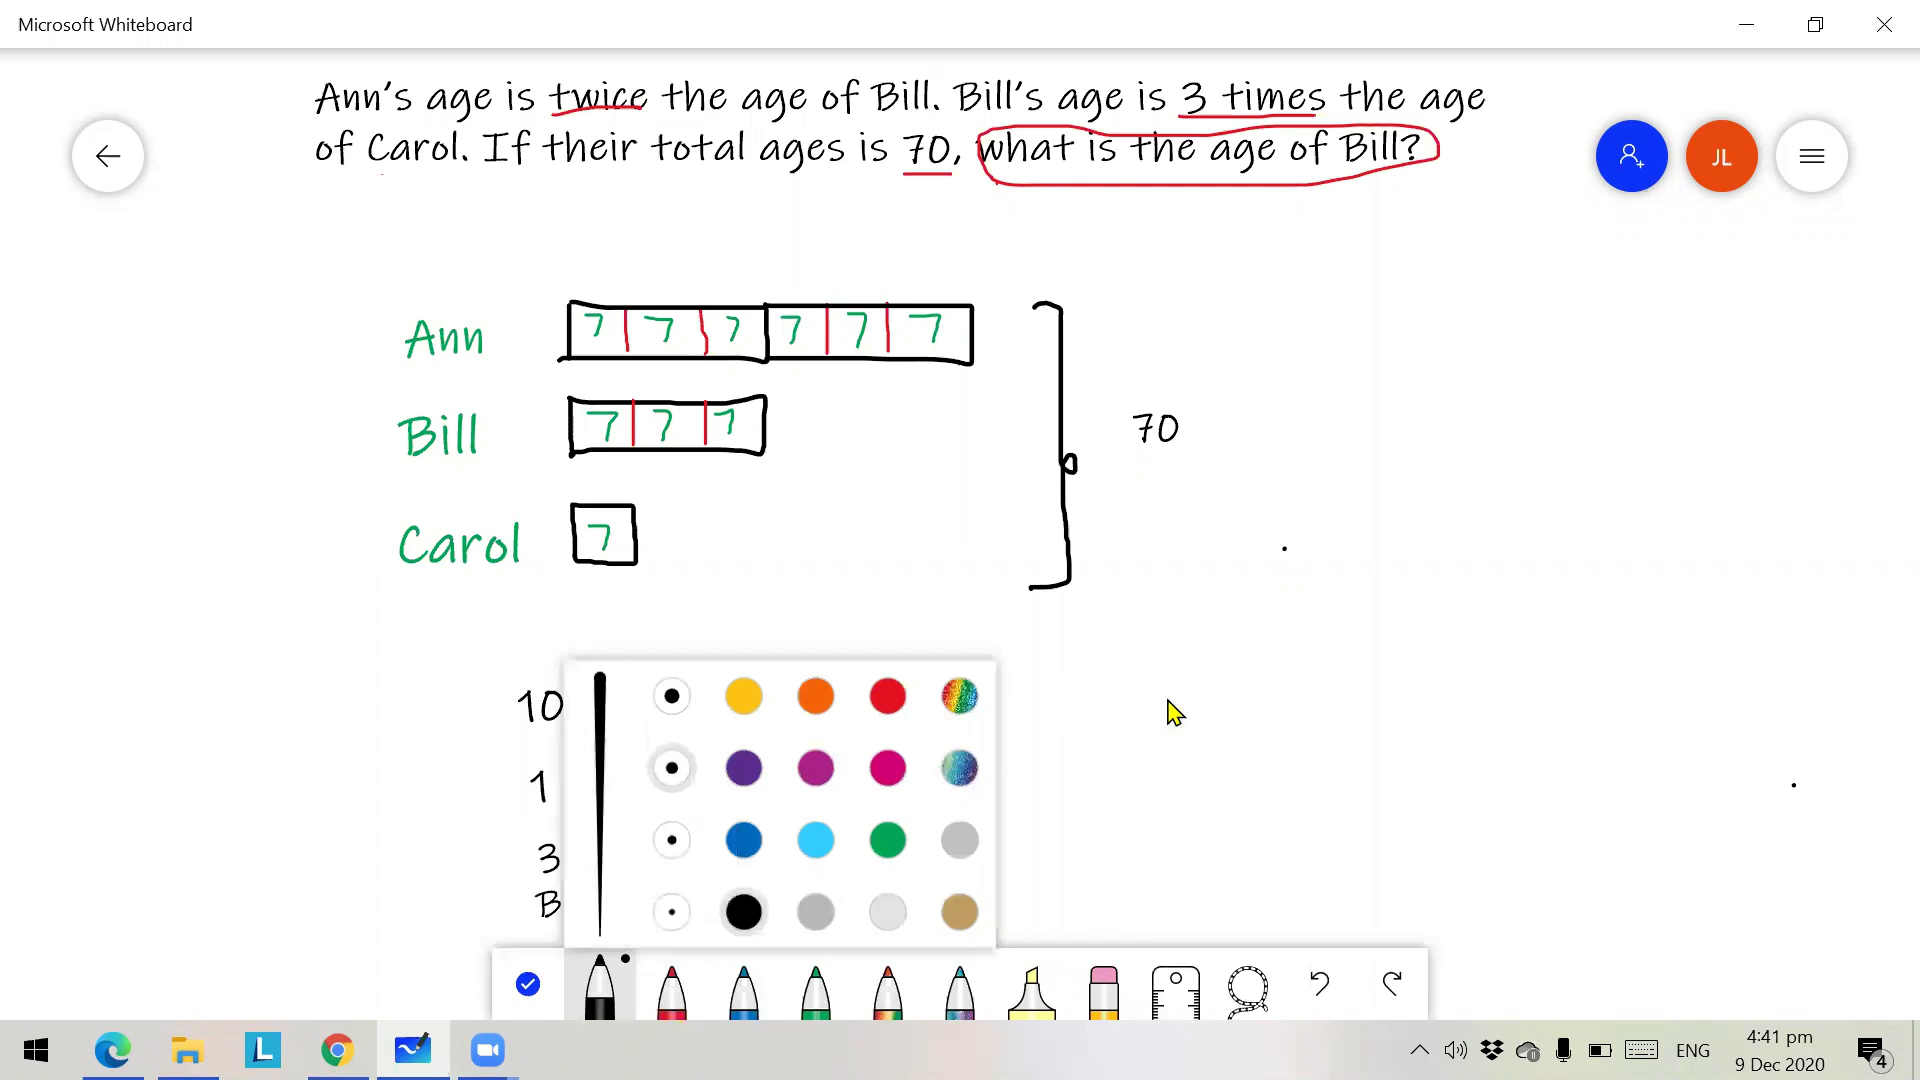 Microsoft Whiteboard
Ann's age is twice the age of Bill. Bill's age is 3 times the age
of Carol. If their total ages is 70, what is the age of Bill?
JL
Ann 7 7 7 7 7 7
Bill 7 7 7
70
Carol 7
10
1
3
B
L
ENG
4:41 pm
9 Dec 2020
4